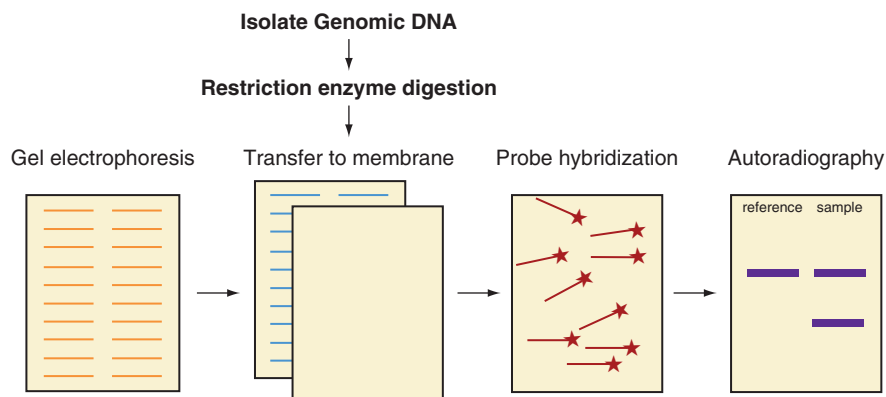 Isolate Genomic DNA
Restriction enzyme digestion
Gel electrophoresis
Transfer to membrane
Probe hybridization
Autoradiography
reference
sample